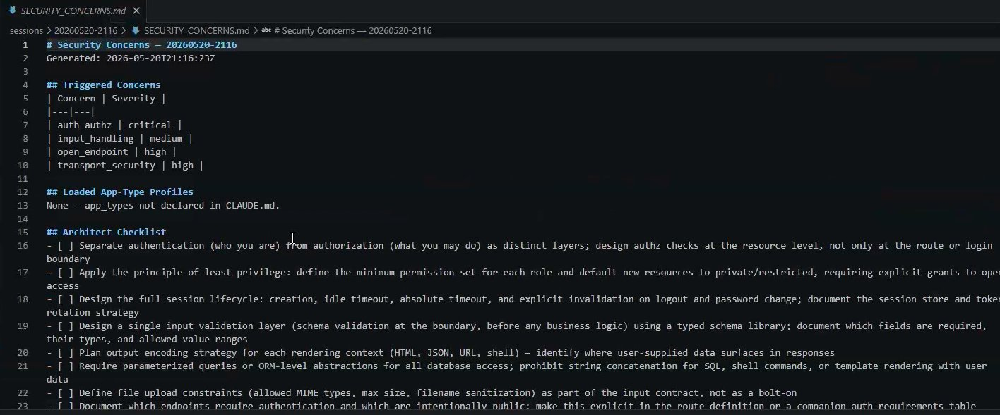 SECURITY_CONCERNS.md
sessions > 20260520-2116 > SECURITY_CONCERNS.md > abc # Security Concerns — 20260520-2116
1 # Security Concerns — 20260520-2116
2 Generated: 2026-05-20T21:16:23Z
3
4 ## Triggered Concerns
5 | Concern | Severity |
6 |---|---|
7 | auth_authz | critical |
8 | input_handling | medium |
9 | open_endpoint | high |
10 | transport_security | high |
11
12 ## Loaded App-Type Profiles
13 None — app_types not declared in CLAUDE.md.
14
15 ## Architect Checklist
16 - [ ] Separate authentication (who you are) from authorization (what you may do) as distinct layers; design authz checks at the resource level, not only at the route or login
boundary
17 - [ ] Apply the principle of least privilege: define the minimum permission set for each role and default new resources to private/restricted, requiring explicit grants to oper
access
18 - [ ] Design the full session lifecycle: creation, idle timeout, absolute timeout, and explicit invalidation on logout and password change; document the session store and toker
rotation strategy
19 - [ ] Design a single input validation layer (schema validation at the boundary, before any business logic) using a typed schema library; document which fields are required,
their types, and allowed value ranges
20 - [ ] Plan output encoding strategy for each rendering context (HTML, JSON, URL, shell) — identify where user-supplied data surfaces in responses
21 - [ ] Require parameterized queries or ORM-level abstractions for all database access; prohibit string concatenation for SQL, shell commands, or template rendering with user
data
22 - [ ] Define file upload constraints (allowed MIME types, max size, filename sanitization) as part of the input contract, not as a bolt-on
23 - [ ] Document which endpoints require authentication and which are intentionally public; make this explicit in the route definition or a companion auth-requirements table